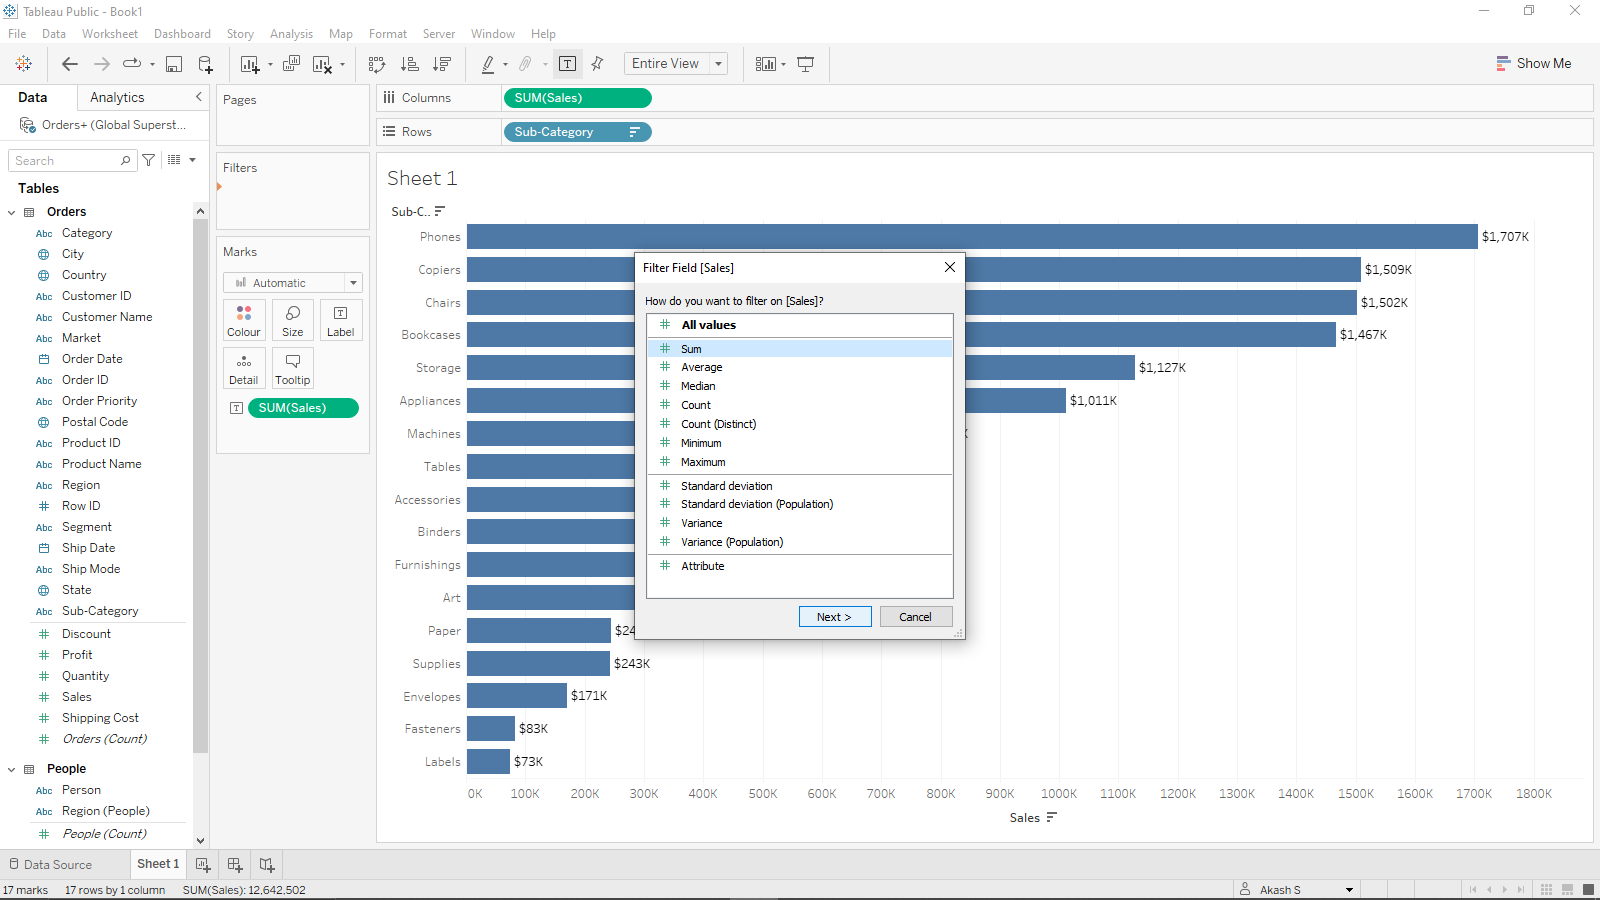 Tableau Public - Book1
File Data Worksheet Dashboard Story Analysis Map Format Server Window Help
Entire View
Show Me
Data Analytics
Orders+ (Global Superst...
Search
Tables
Orders
Abc Category
City
Country
Abc Customer ID
Abc Customer Name
Abc Market
Order Date
Abc Order ID
Abc Order Priority
Postal Code
Abc Product ID
Abc Product Name
Abc Region
Row ID
Abc Segment
Ship Date
Abc Ship Mode
State
Abc Sub-Category
Discount
Profit
Quantity
Sales
Shipping Cost
Orders (Count)
People
Abc Person
Abc Region (People)
People (Count)
Pages
Filters
Marks
Automatic
Colour Size Label
Detail Tooltip
SUM(Sales)
Columns SUM(Sales)
Rows Sub-Category
Sheet 1
Sub-C..
Phones $1,707K
Copiers $1,509K
Chairs $1,502K
Bookcases $1,467K
Storage $1,127K
Appliances $1,011K
Machines
Tables
Accessories
Binders
Furnishings
Art
Paper $24
Supplies $243K
Envelopes $171K
Fasteners $83K
Labels $73K
0K 100K 200K 300K 400K 500K 600K 700K 800K 900K 1000K 1100K 1200K 1300K 1400K 1500K 1600K 1700K 1800K
Sales
Filter Field [Sales]
How do you want to filter on [Sales]?
All values
Sum
Average
Median
Count
Count (Distinct)
Minimum
Maximum
Standard deviation
Standard deviation (Population)
Variance
Variance (Population)
Attribute
Next > Cancel
Data Source Sheet 1
17 marks 17 rows by 1 column SUM(Sales): 12,642,502
Akash S